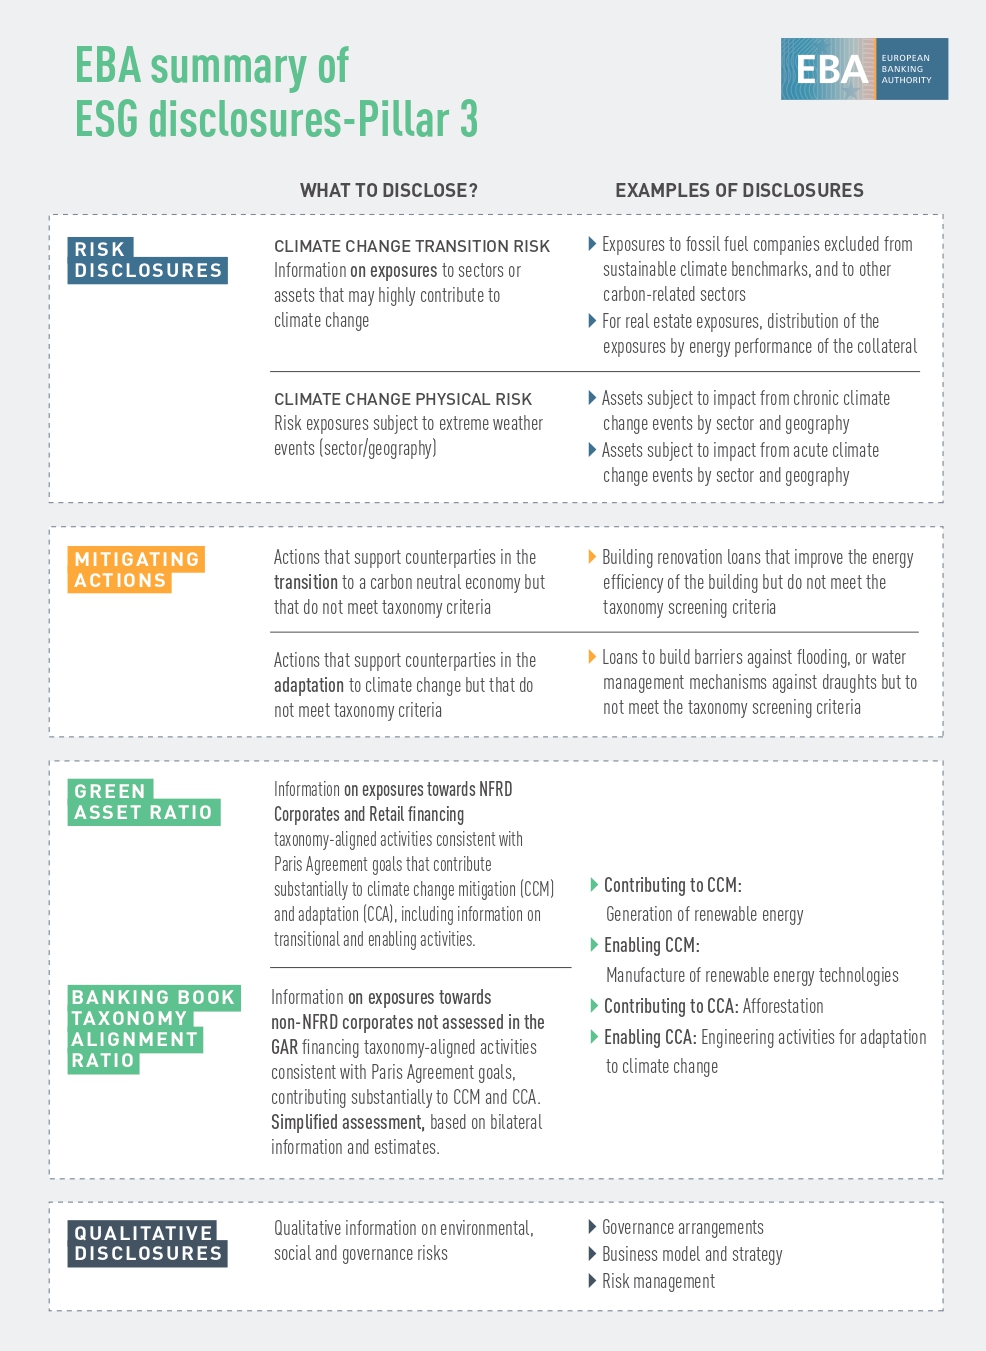 EBA summary of
ESG disclosures-Pillar 3
EBA
EUROPEAN
BANKING
AUTHORITY
WHAT TO DISCLOSE?
EXAMPLES OF DISCLOSURES
RISK
DISCLOSURES
CLIMATE CHANGE TRANSITION RISK
Information on exposures to sectors or
assets that may highly contribute to
climate change
Exposures to fossil fuel companies excluded from
sustainable climate benchmarks, and to other
carbon-related sectors
For real estate exposures, distribution of the
exposures by energy performance of the collateral
CLIMATE CHANGE PHYSICAL RISK
Risk exposures subject to extreme weather
events (sector/geography)
Assets subject to impact from chronic climate
change events by sector and geography
Assets subject to impact from acute climate
change events by sector and geography
MITIGATING
ACTIONS
Actions that support counterparties in the
transition to a carbon neutral economy but
that do not meet taxonomy criteria
Building renovation loans that improve the energy
efficiency of the building but do not meet the
taxonomy screening criteria
Actions that support counterparties in the
adaptation to climate change but that do
not meet taxonomy criteria
Loans to build barriers against flooding, or water
management mechanisms against draughts but to
not meet the taxonomy screening criteria
GREEN
ASSET RATIO
Information on exposures towards NFRD
Corporates and Retail financing
taxonomy-aligned activities consistent with
Paris Agreement goals that contribute
substantially to climate change mitigation (CCM)
and adaptation (CCA), including information on
transitional and enabling activities.
BANKING BOOK
TAXONOMY
ALIGNMENT
RATIO
Information on exposures towards
non-NFRD corporates not assessed in the
GAR financing taxonomy-aligned activities
consistent with Paris Agreement goals,
contributing substantially to CCM and CCA.
Simplified assessment, based on bilateral
information and estimates.
Contributing to CCM:
Generation of renewable energy
Enabling CCM:
Manufacture of renewable energy technologies
Contributing to CCA: Afforestation
Enabling CCA: Engineering activities for adaptation
to climate change
QUALITATIVE
DISCLOSURES
Qualitative information on environmental,
social and governance risks
Governance arrangements
Business model and strategy
Risk management